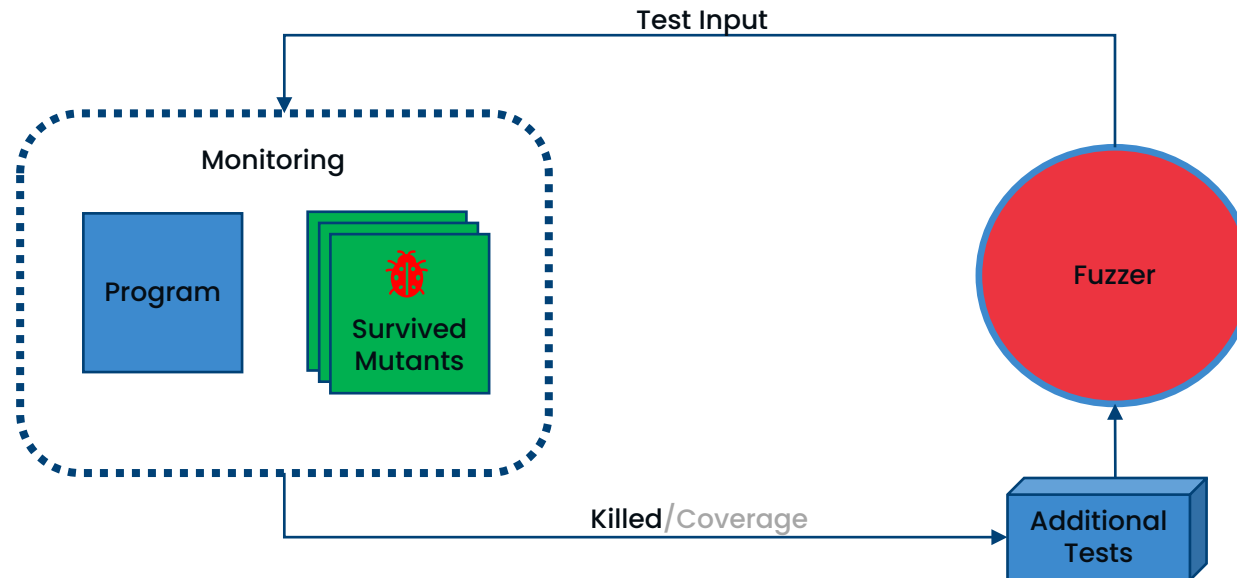 Test Input
Monitoring
Program
Survived
Mutants
Fuzzer
Killed/Coverage
Additional
Tests